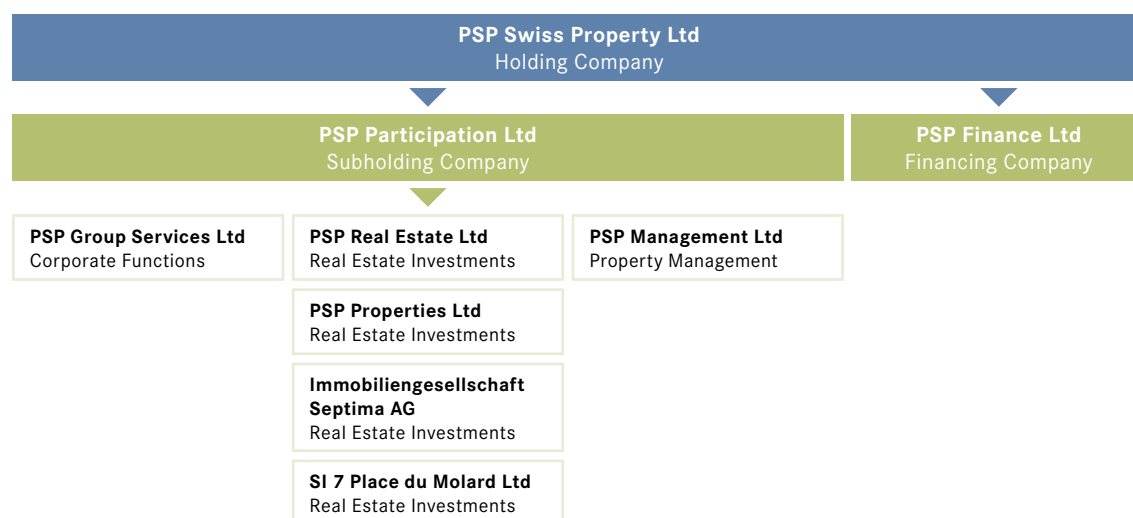 PSP Swiss Property Ltd
Holding Company
PSP Participation Ltd
Subholding Company
PSP Finance Ltd
Financing Company
PSP Group Services Ltd
Corporate Functions
PSP Real Estate Ltd
Real Estate Investments
PSP Management Ltd
Property Management
PSP Properties Ltd
Real Estate Investments
Immobiliengesellschaft
Septima AG
Real Estate Investments
SI 7 Place du Molard Ltd
Real Estate Investments